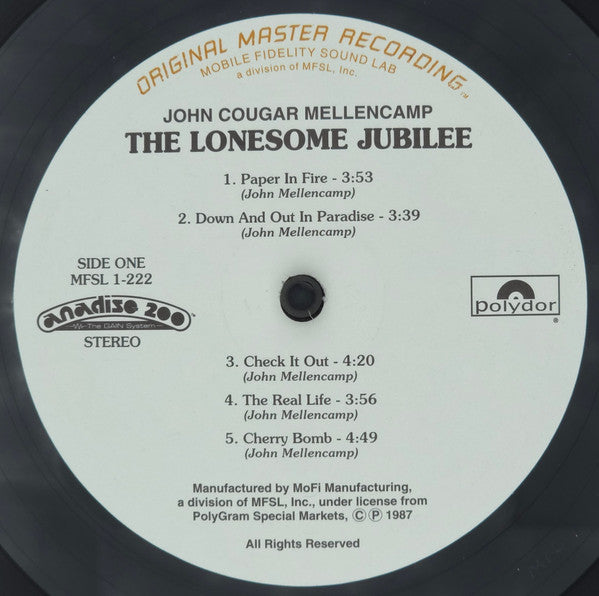 ORIGINAL MASTER RECORDING™
MOBILE FIDELITY SOUND LAB
a division of MFSL, Inc.
JOHN COUGAR MELLENCAMP
THE LONESOME JUBILEE
1. Paper In Fire - 3:53
(John Mellencamp)
2. Down And Out In Paradise - 3:39
(John Mellencamp)
SIDE ONE
MFSL 1-222
anadisc 200™
The GAIN System™
STEREO
polydor®
3. Check It Out - 4:20
(John Mellencamp)
4. The Real Life - 3:56
(John Mellencamp)
5. Cherry Bomb - 4:49
(John Mellencamp)
Manufactured by MoFi Manufacturing,
a division of MFSL, Inc., under license from
PolyGram Special Markets, Ⓒ Ⓟ 1987
All Rights Reserved